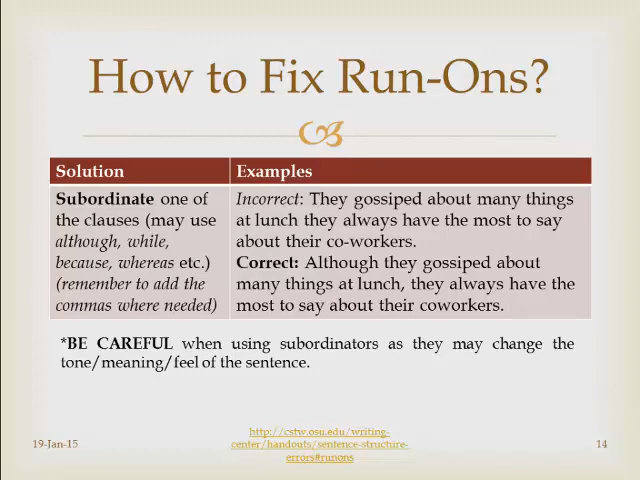 How to Fix Run-Ons?
Solution
Examples
Subordinate one of
the clauses (may use
although, while,
because, whereas etc.)
(remember to add the
commas where needed)
Incorrect: They gossiped about many things
at lunch they always have the most to say
about their co-workers.
Correct: Although they gossiped about
many things at lunch, they always have the
most to say about their coworkers.
*BE CAREFUL when using subordinators as they may change the
tone/meaning/feel of the sentence.
19-Jan-15
http://cstw.osu.edu/writing-
center/handouts/sentence-structure-
errors#runons
14